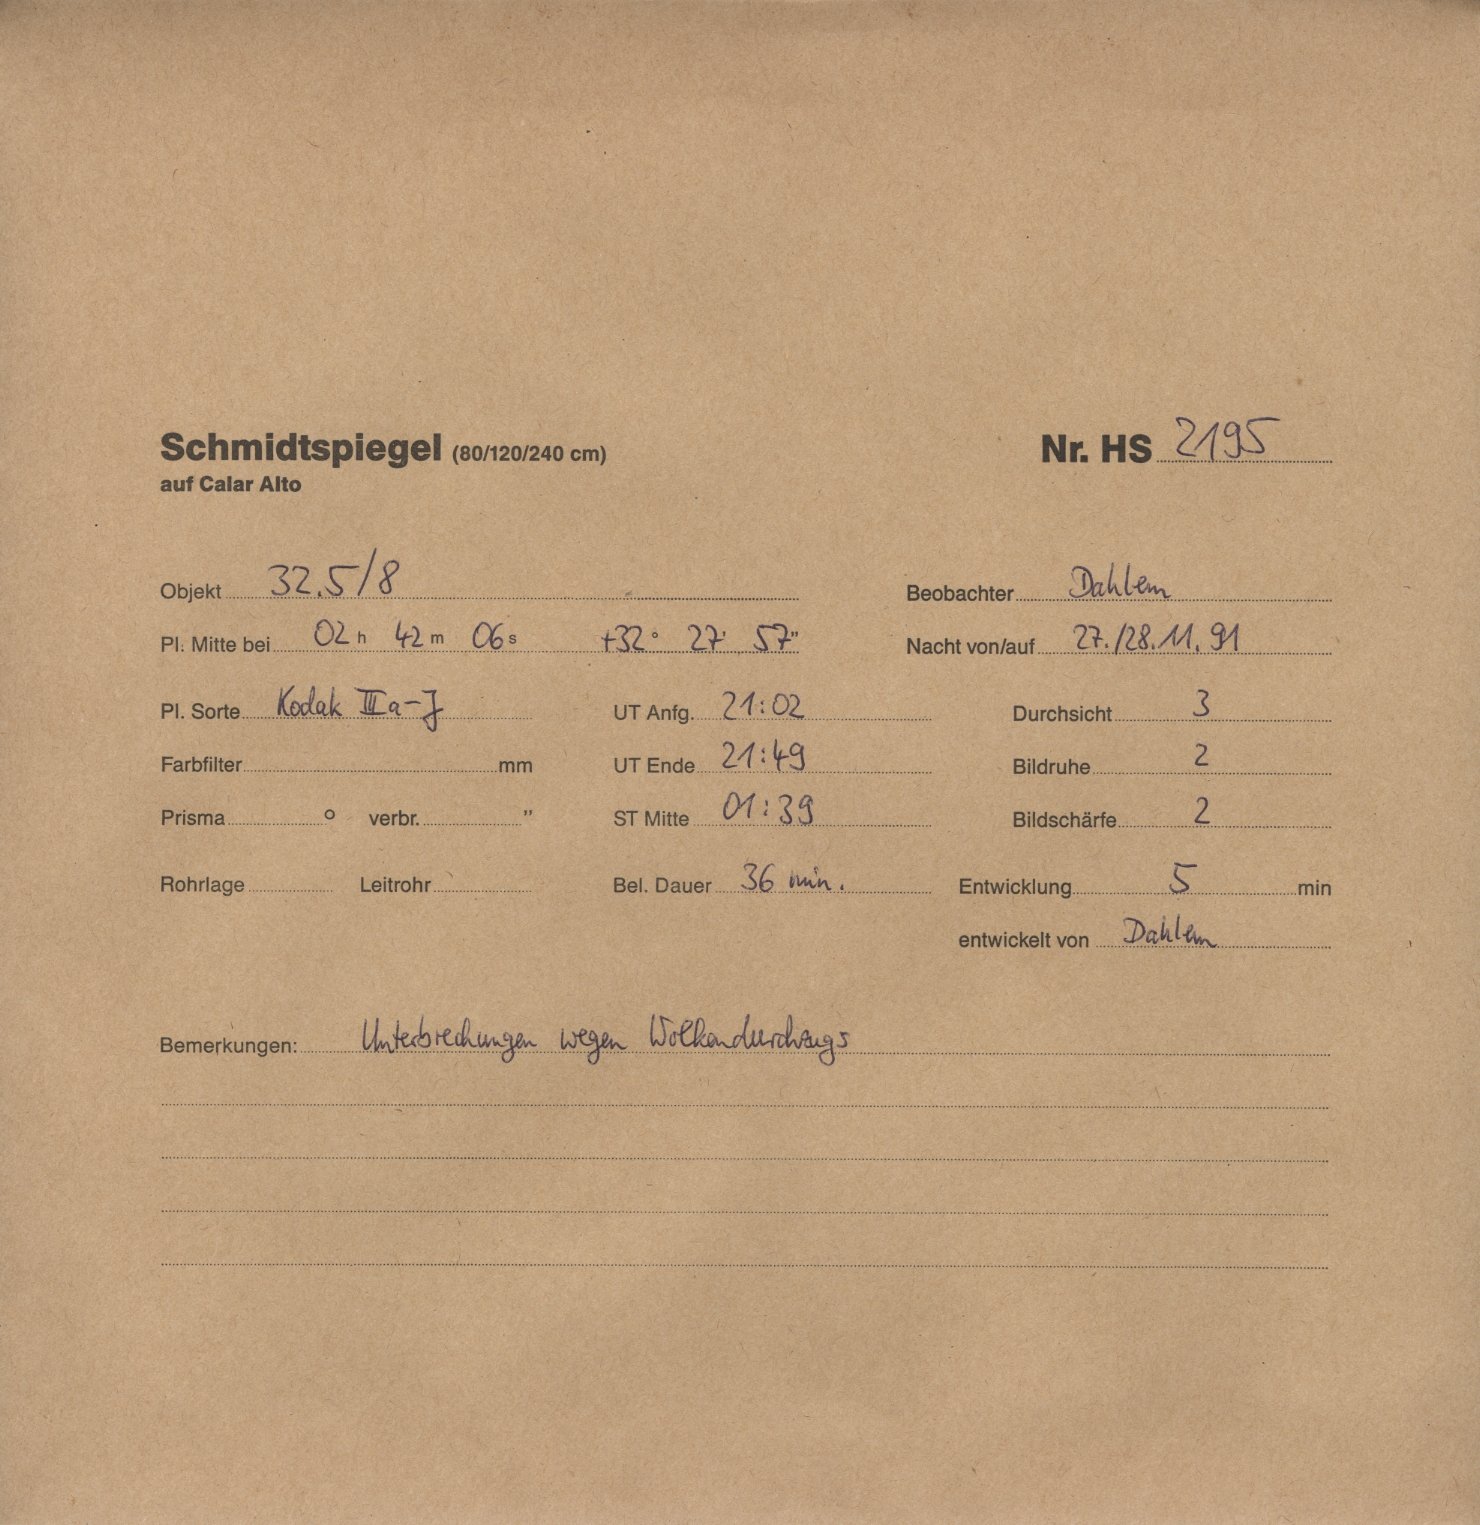 Schmidtspiegel (80/120/240 cm) Nr. HS 2195
auf Calar Alto
Objekt 32.5/8 Beobachter Dahlem
Pl. Mitte bei 02 h 42 m 06 s +32° 27' 57" Nacht von/auf 27./28.11.91
Pl. Sorte Kodak IIIa-J UT Anfg. 21:02 Durchsicht 3
Farbfilter mm UT Ende 21:49 Bildruhe 2
Prisma ° verbr. " ST Mitte 01:39 Bildschärfe 2
Rohrlage Leitrohr Bel. Dauer 36 min. Entwicklung 5 min
entwickelt von Dahlem
Bemerkungen: Unterbrechungen wegen Wolkendurchzugs